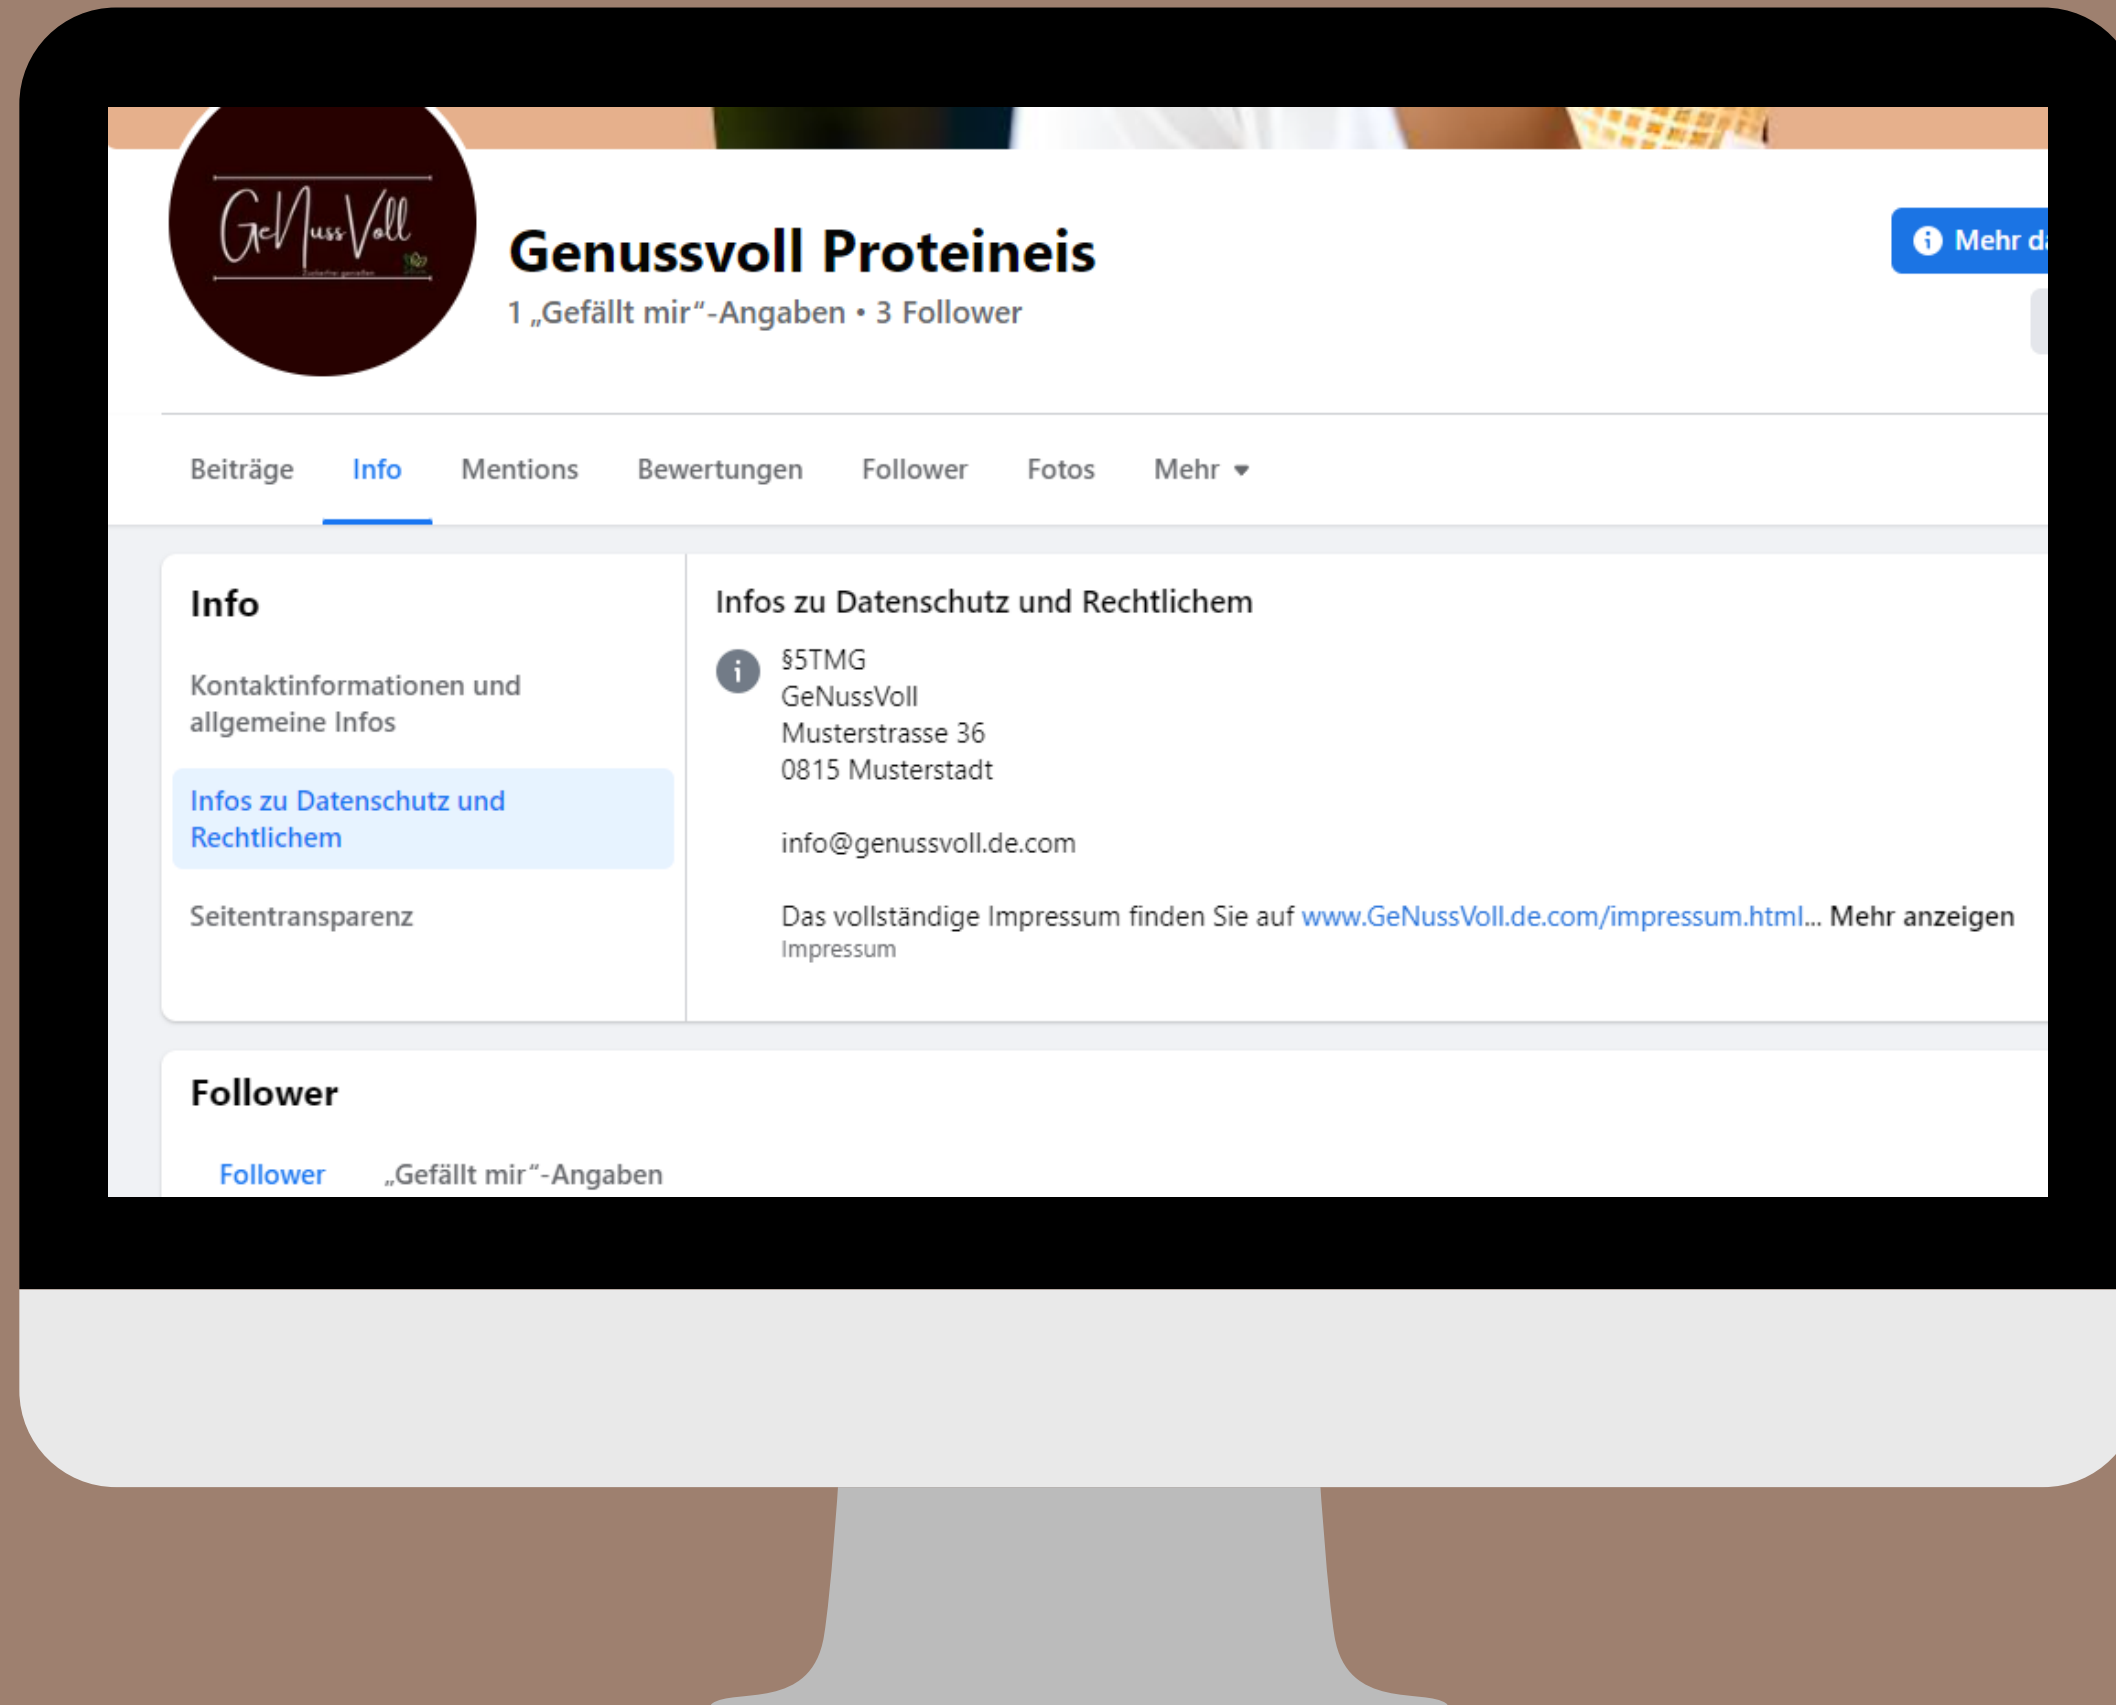 GeNussVoll
Zuckerfrei genießen
Genussvoll Proteineis
1 „Gefällt mir“-Angaben • 3 Follower
Mehr
Beiträge Info Mentions Bewertungen Follower Fotos Mehr
Info
Kontaktinformationen und
allgemeine Infos
Infos zu Datenschutz und
Rechtlichem
Seitentransparenz
Infos zu Datenschutz und Rechtlichem
§5TMG
GeNussVoll
Musterstrasse 36
0815 Musterstadt
info@genussvoll.de.com
Das vollständige Impressum finden Sie auf www.GeNussVoll.de.com/impressum.html... Mehr anzeigen
Impressum
Follower
Follower „Gefällt mir“-Angaben